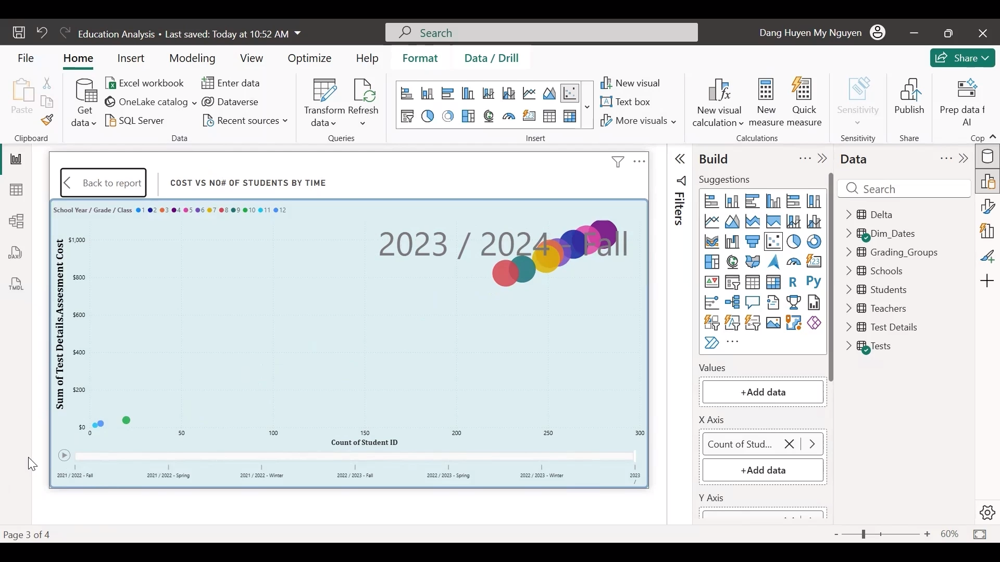 Education Analysis • Last saved: Today at 10:52 AM
Search
Dang Huyen My Nguyen
File
Home
Insert
Modeling
View
Optimize
Help
Format
Data / Drill
Share
Paste
Get data
Excel workbook
OneLake catalog
SQL Server
Enter data
Dataverse
Recent sources
Transform data
Refresh
New visual
Text box
More visuals
New visual calculation
New measure
Quick measure
Sensitivity
Publish
Prep data f
AI
Clipboard
Data
Queries
Insert
Calculations
Sensitivity
Share
Cop
Back to report
COST VS NO# OF STUDENTS BY TIME
School Year / Grade / Class 1 2 3 4 5 6 7 8 9 10 11 12
2023 / 2024 - Fall
Sum of Test Details.Assesment Cost
$1,000
$800
$600
$400
$200
$0
0 50 100 150 200 250 300
Count of Student ID
2021 / 2022 - Fall
2021 / 2022 - Spring
2021 / 2022 - Winter
2022 / 2023 - Fall
2022 / 2023 - Spring
2022 / 2023 - Winter
2023
/
Filters
Build
Suggestions
R
Py
123
123
Values
+Add data
X Axis
Count of Stud...
+Add data
Y Axis
Data
Search
Delta
Dim_Dates
Grading_Groups
Schools
Students
Teachers
Test Details
Tests
DAX
TMDL
Page 3 of 4
- + 60%